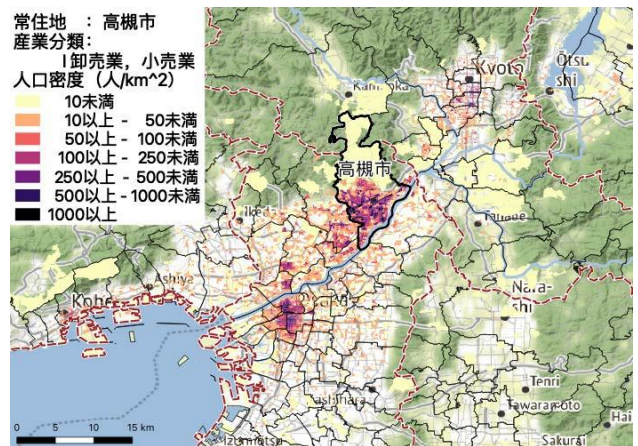 常住地 : 高槻市
産業分類:
I 卸売業，小売業
人口密度（人/km^2）
10未満
10以上 - 50未満
50以上 - 100未満
100以上 - 250未満
250以上 - 500未満
500以上 - 1000未満
1000以上
Kyoto
Ōtsu
shi
高槻市
Ikeda
Ashiya
Kobe
Nara-
shi
Tenri
Tawaramoto
Sakurai
0 5 10 15 km